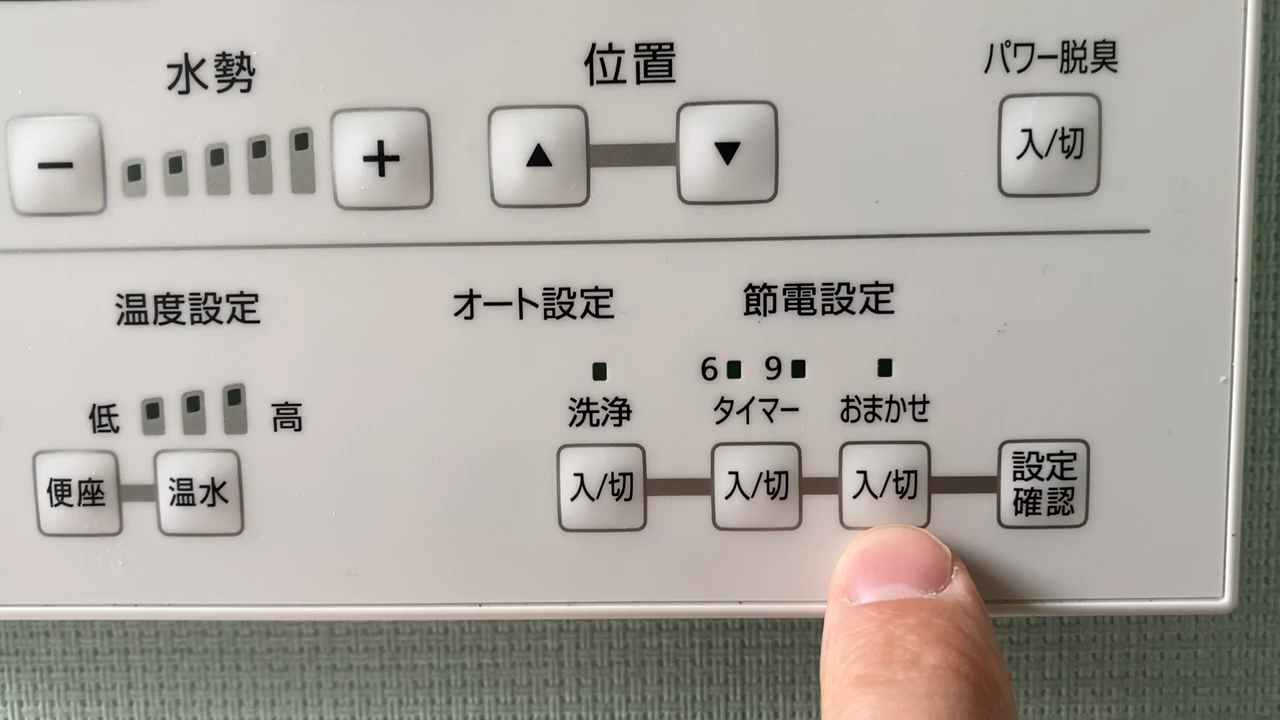 水勢
位置
パワー脱臭
− + ▲ ▼ 入/切
温度設定
オート設定
節電設定
6 9
低 高 洗浄 タイマー おまかせ
便座 温水 入/切 入/切 入/切 設定
確認